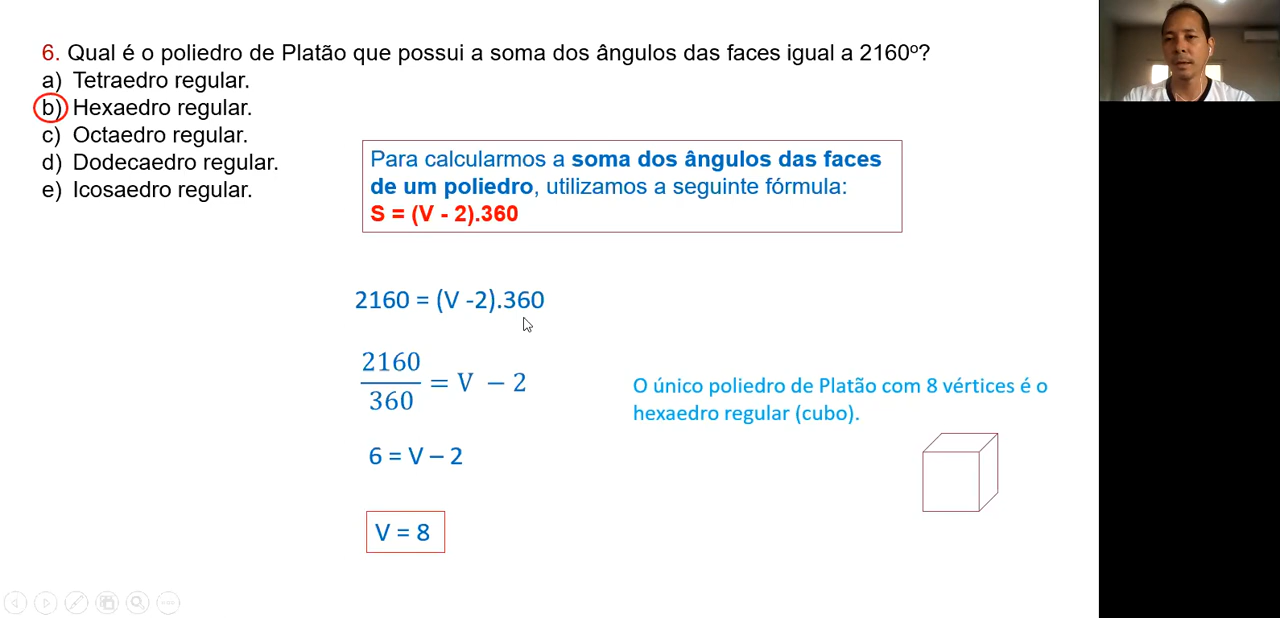 6. Qual é o poliedro de Platão que possui a soma dos ângulos das faces igual a 2160º?
a) Tetraedro regular.
b) Hexaedro regular.
c) Octaedro regular.
d) Dodecaedro regular.
e) Icosaedro regular.
Para calcularmos a soma dos ângulos das faces
de um poliedro, utilizamos a seguinte fórmula:
S = (V - 2).360
2160 = (V -2).360
2160
360
= V - 2
O único poliedro de Platão com 8 vértices é o
hexaedro regular (cubo).
6 = V – 2
V = 8